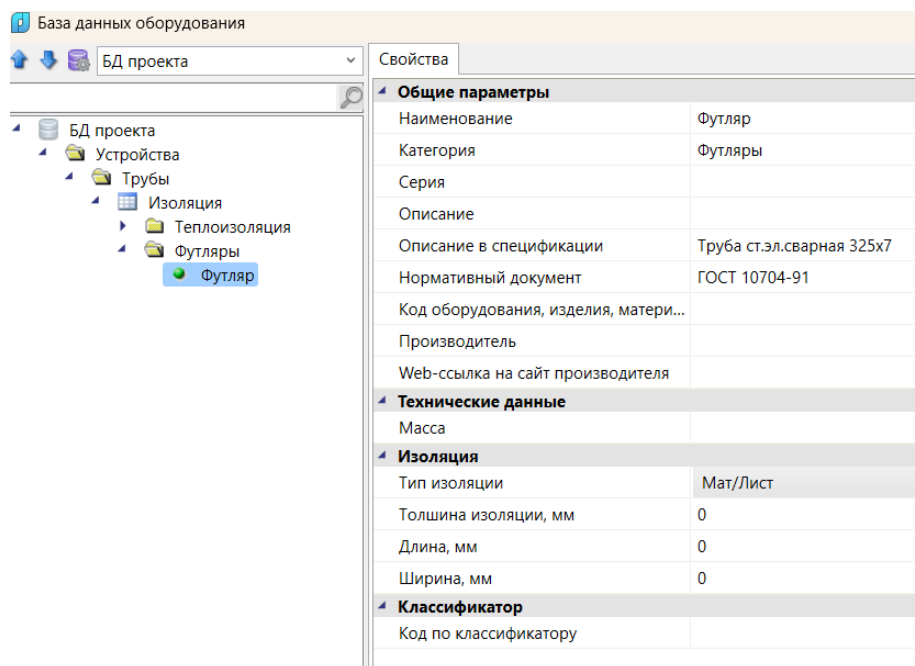 База данных оборудования
БД проекта
Свойства
БД проекта
Устройства
Трубы
Изоляция
Теплоизоляция
Футляры
Футляр
Общие параметры
Наименование Футляр
Категория Футляры
Серия
Описание
Описание в спецификации Труба ст.эл.сварная 325х7
Нормативный документ ГОСТ 10704-91
Код оборудования, изделия, матери...
Производитель
Web-ссылка на сайт производителя
Технические данные
Масса
Изоляция
Тип изоляции Мат/Лист
Толшина изоляции, мм 0
Длина, мм 0
Ширина, мм 0
Классификатор
Код по классификатору